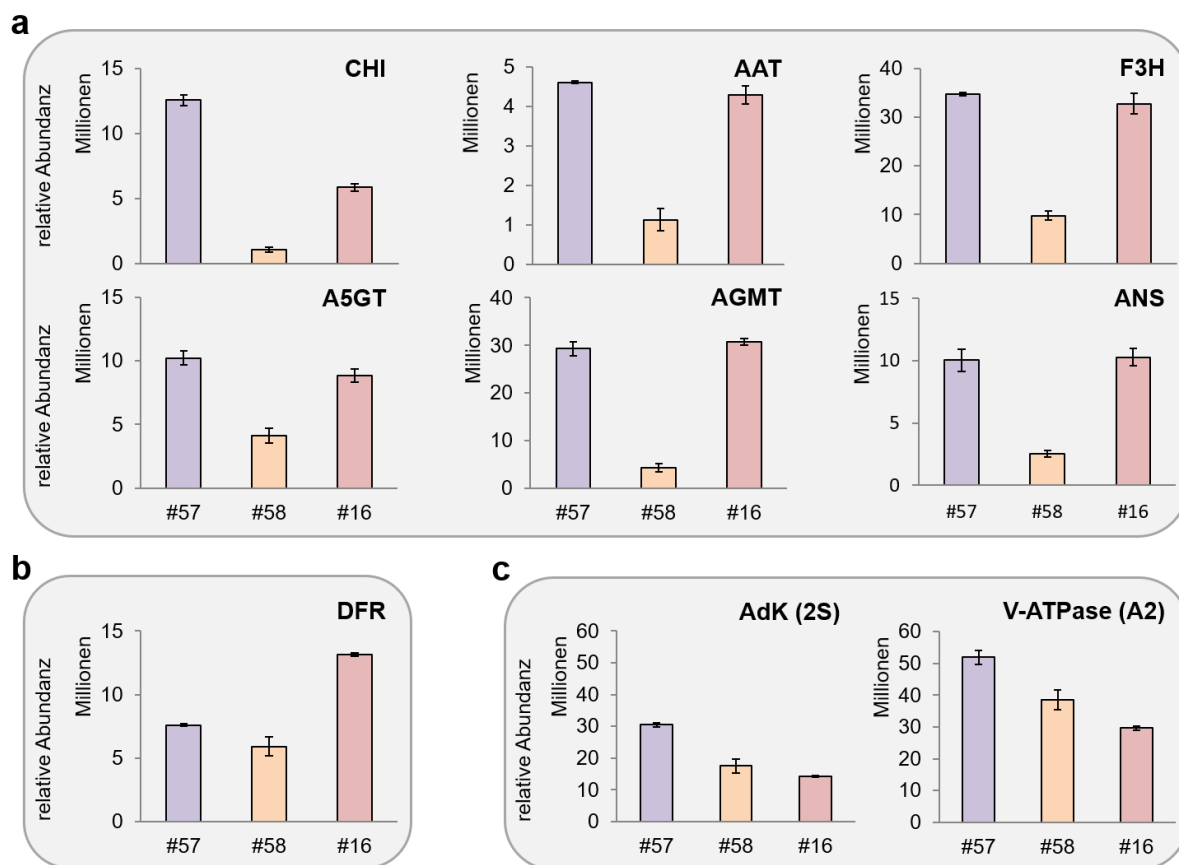 a
CHI
relative Abundanz
Millionen
15
10
5
0
AAT
Millionen
5
4
3
2
1
0
F3H
Millionen
40
30
20
10
0
A5GT
relative Abundanz
Millionen
15
10
5
0
#57 #58 #16
AGMT
Millionen
40
30
20
10
0
#57 #58 #16
ANS
Millionen
15
10
5
0
#57 #58 #16
b
DFR
relative Abundanz
Millionen
15
10
5
0
#57 #58 #16
c
AdK (2S)
relative Abundanz
Millionen
60
50
40
30
20
10
0
#57 #58 #16
V-ATPase (A2)
Millionen
60
50
40
30
20
10
0
#57 #58 #16